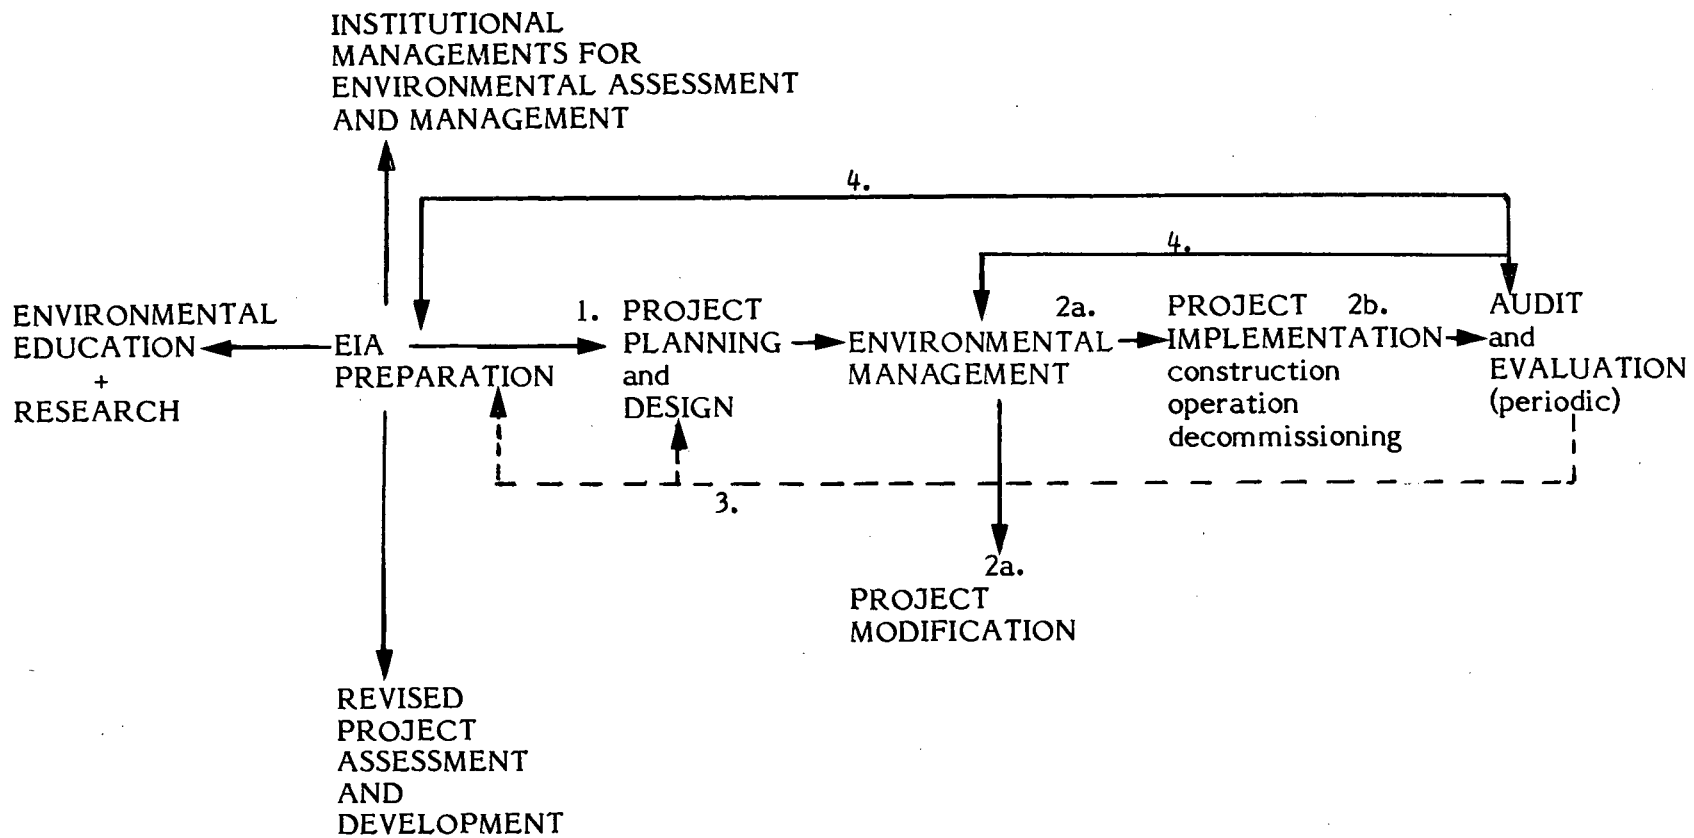 INSTITUTIONAL
MANAGEMENTS FOR
ENVIRONMENTAL ASSESSMENT
AND MANAGEMENT
4.
4.
ENVIRONMENTAL
EDUCATION
+
RESEARCH
EIA
PREPARATION
1.
PROJECT
PLANNING
and
DESIGN
ENVIRONMENTAL
MANAGEMENT
2a.
PROJECT
IMPLEMENTATION
construction
operation
decommissioning
2b.
AUDIT
and
EVALUATION
(periodic)
3.
2a.
PROJECT
MODIFICATION
REVISED
PROJECT
ASSESSMENT
AND
DEVELOPMENT